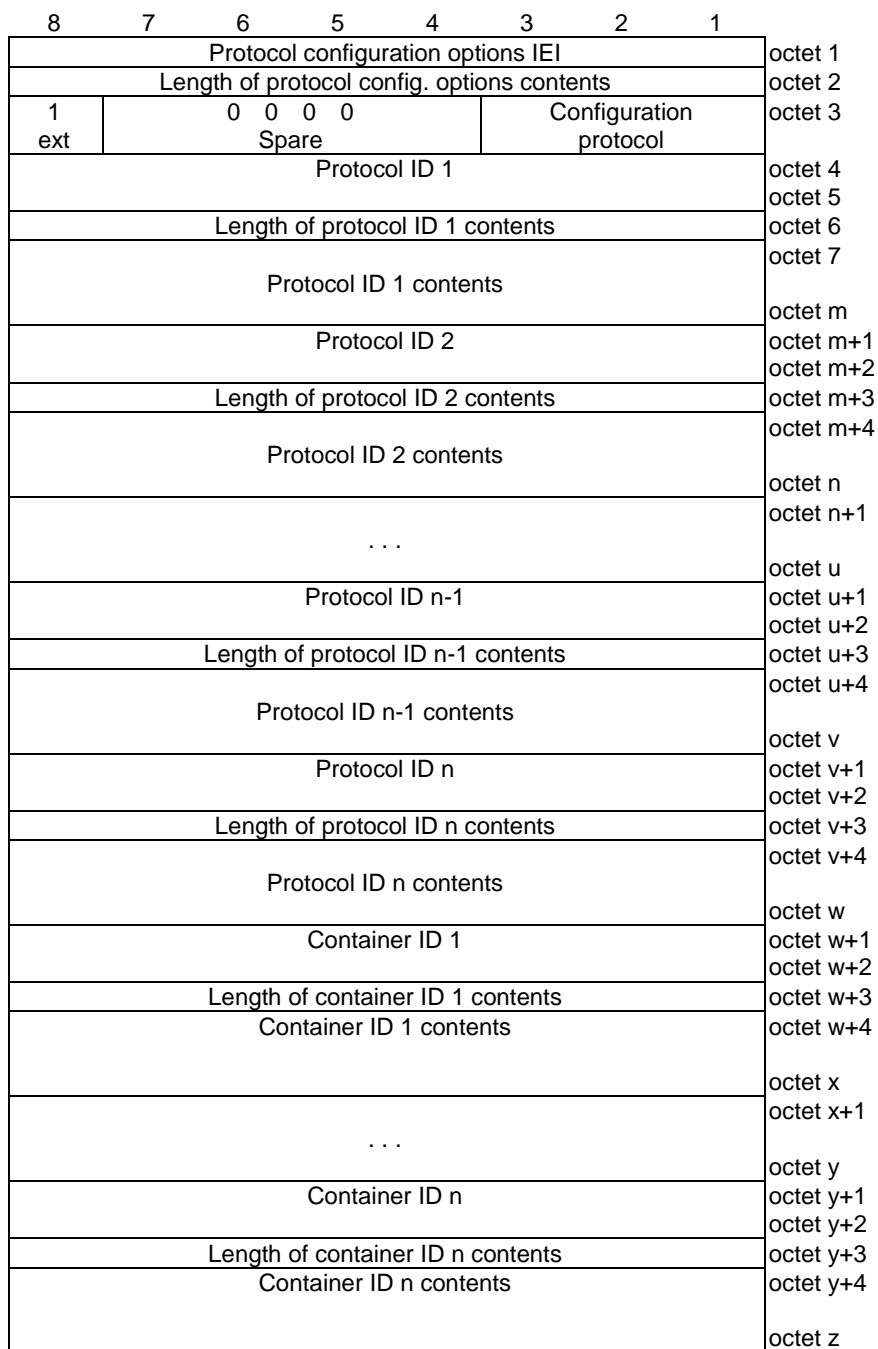 8 7 6 5 4 3 2 1
Protocol configuration options IEI octet 1
Length of protocol config. options contents octet 2
1 0 0 0 0 Configuration octet 3
ext Spare protocol
Protocol ID 1 octet 4
octet 5
Length of protocol ID 1 contents octet 6
octet 7
Protocol ID 1 contents
octet m
Protocol ID 2 octet m+1
octet m+2
Length of protocol ID 2 contents octet m+3
octet m+4
Protocol ID 2 contents
octet n
octet n+1
. . .
octet u
Protocol ID n-1 octet u+1
octet u+2
Length of protocol ID n-1 contents octet u+3
octet u+4
Protocol ID n-1 contents
octet v
Protocol ID n octet v+1
octet v+2
Length of protocol ID n contents octet v+3
octet v+4
Protocol ID n contents
octet w
Container ID 1 octet w+1
octet w+2
Length of container ID 1 contents octet w+3
Container ID 1 contents octet w+4
octet x
octet x+1
. . .
octet y
Container ID n octet y+1
octet y+2
Length of container ID n contents octet y+3
Container ID n contents octet y+4
octet z